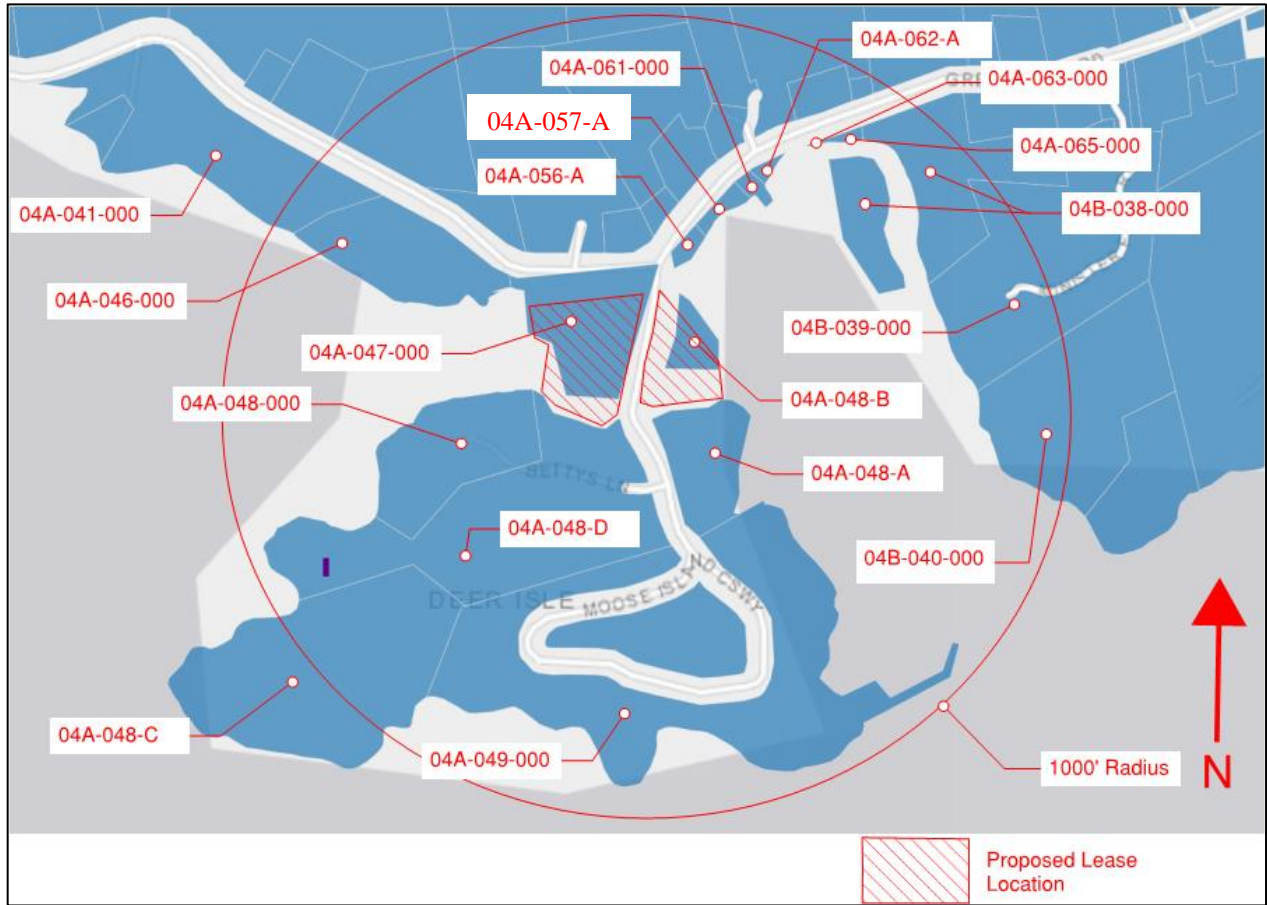 04A-062-A
04A-061-000
04A-063-000
04A-057-A
04A-065-000
04A-056-A
04B-038-000
04A-041-000
04A-046-000
04B-039-000
04A-047-000
04A-048-000
04A-048-B
04A-048-A
BETTYS LN
04A-048-D
04B-040-000
DEER ISLE
MOOSE ISL
ND CSWY
N
04A-048-C
04A-049-000
1000' Radius
Proposed Lease
Location